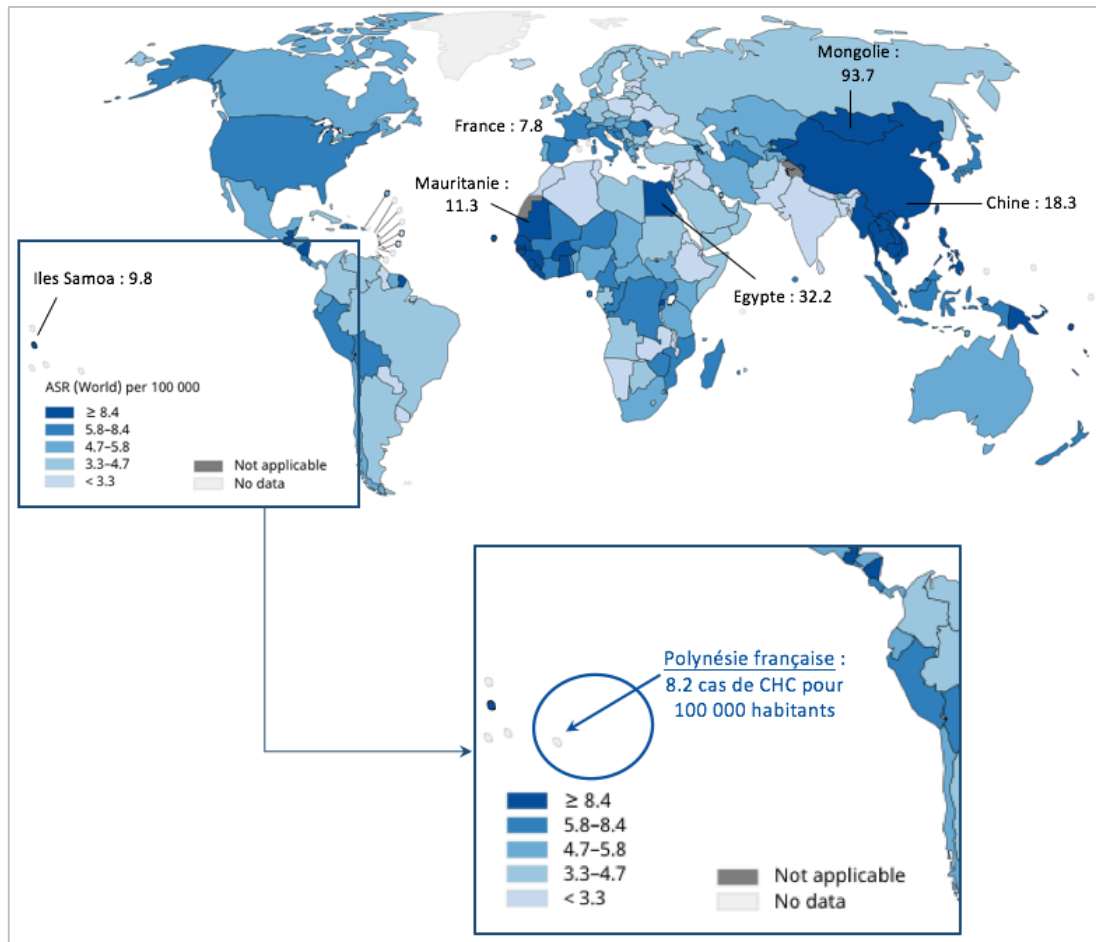 Mongolie :
93.7
France : 7.8
Mauritanie :
11.3
Chine : 18.3
Iles Samoa : 9.8
Egypte : 32.2
ASR (World) per 100 000
≥ 8.4
5.8–8.4
4.7–5.8
3.3–4.7
< 3.3
Not applicable
No data
Polynésie française :
8.2 cas de CHC pour
100 000 habitants
≥ 8.4
5.8–8.4
4.7–5.8
3.3–4.7
< 3.3
Not applicable
No data